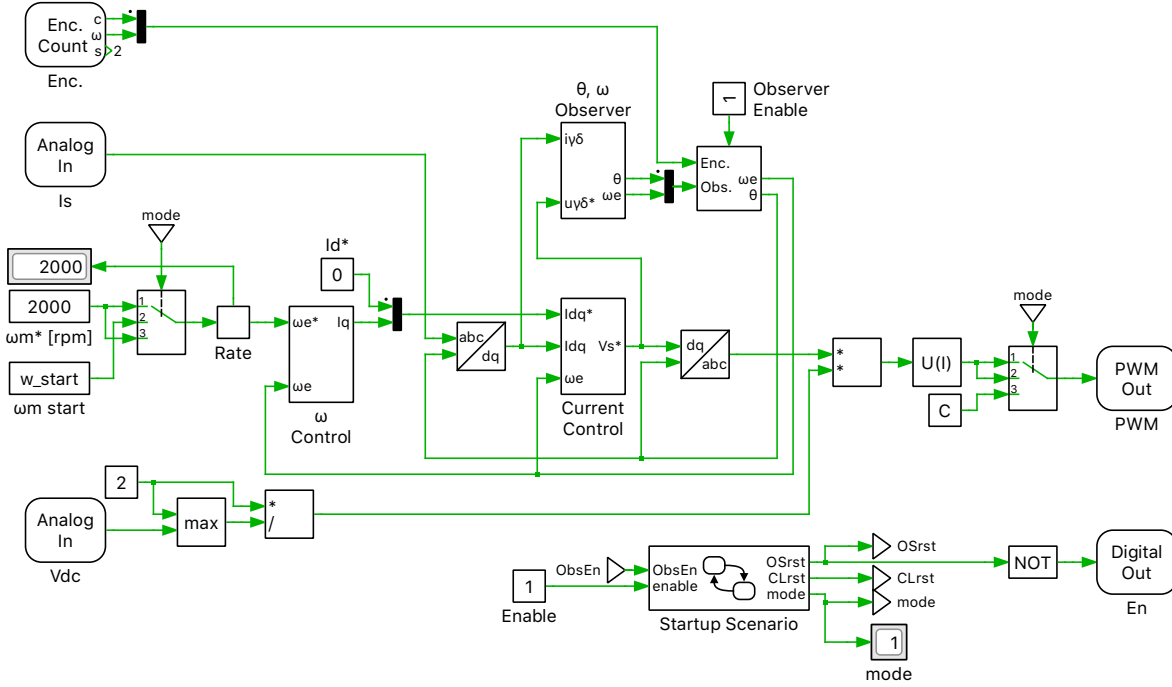 Enc.
Count
c
ω
s
2
Enc.
Analog
In
Is
θ, ω
Observer
iγδ
uγδ*
θ
ωe
1
Observer
Enable
Enc.
Obs.
ωe
θ
mode
2000
2000
ωm* [rpm]
w_start
ωm start
1
2
3
Rate
Id*
0
ωe*
Iq
ωe
ω
Control
abc
dq
Idq*
Idq
Vs*
ωe
Current
Control
dq
abc
*
*
U(I)
C
mode
1
2
3
PWM
Out
PWM
2
Analog
In
Vdc
max
*
/
ObsEn
1
Enable
ObsEn
enable
OSrst
CLrst
mode
Startup Scenario
OSrst
CLrst
mode
1
mode
NOT
Digital
Out
En